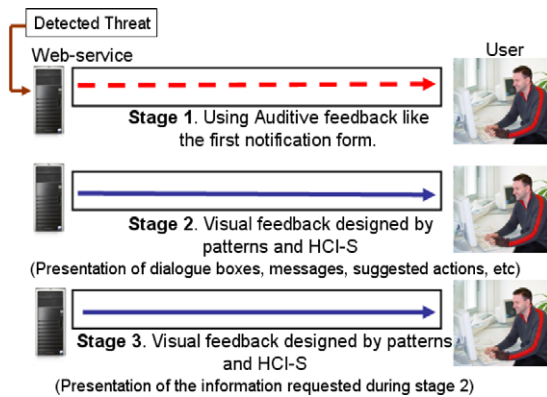 Detected Threat
Web-service
User
Stage 1. Using Auditive feedback like
the first notification form.
Stage 2. Visual feedback designed by
patterns and HCI-S
(Presentation of dialogue boxes, messages, suggested actions, etc)
Stage 3. Visual feedback designed by patterns
and HCI-S
(Presentation of the information requested during stage 2)